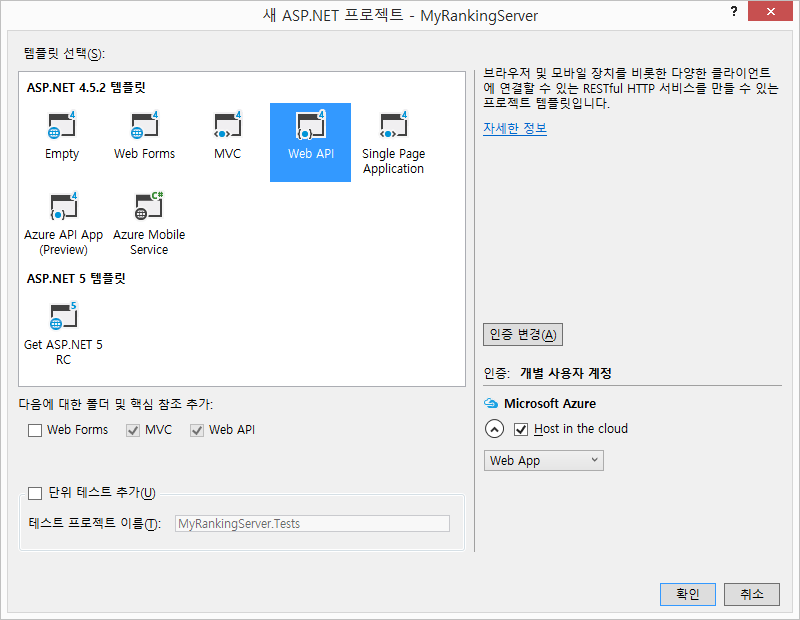 새 ASP.NET 프로젝트 - MyRankingServer
?
템플릿 선택(S):
ASP.NET 4.5.2 템플릿
4
Empty
4
Web Forms
4
MVC
4
Web API
4
Single Page
Application
4
Azure API App
(Preview)
C#
Azure Mobile
Service
ASP.NET 5 템플릿
5
Get ASP.NET 5
RC
다음에 대한 폴더 및 핵심 참조 추가:
Web Forms
MVC
Web API
단위 테스트 추가(U)
테스트 프로젝트 이름(T):
MyRankingServer.Tests
브라우저 및 모바일 장치를 비롯한 다양한 클라이언트
에 연결할 수 있는 RESTful HTTP 서비스를 만들 수 있는
프로젝트 템플릿입니다.
자세한 정보
인증 변경(A)
인증: 개별 사용자 계정
Microsoft Azure
Host in the cloud
Web App
확인
취소